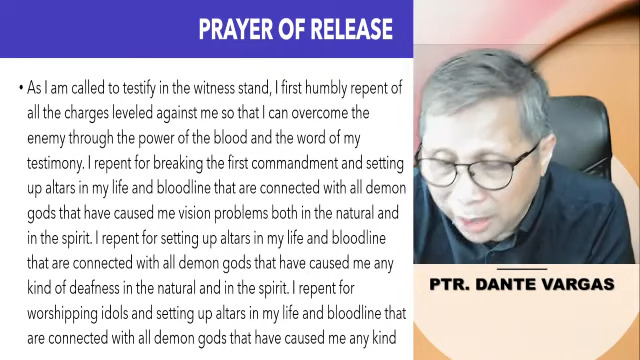 PRAYER OF RELEASE
• As I am called to testify in the witness stand, I first humbly repent of
all the charges leveled against me so that I can overcome the
enemy through the power of the blood and the word of my
testimony. I repent for breaking the first commandment and setting
up altars in my life and bloodline that are connected with all demon
gods that have caused me vision problems both in the natural and
in the spirit. I repent for setting up altars in my life and bloodline
that are connected with all demon gods that have caused me any
kind of deafness in the natural and in the spirit. I repent for
worshipping idols and setting up altars in my life and bloodline that
are connected with all demon gods that have caused me any kind
PTR. DANTE VARGAS